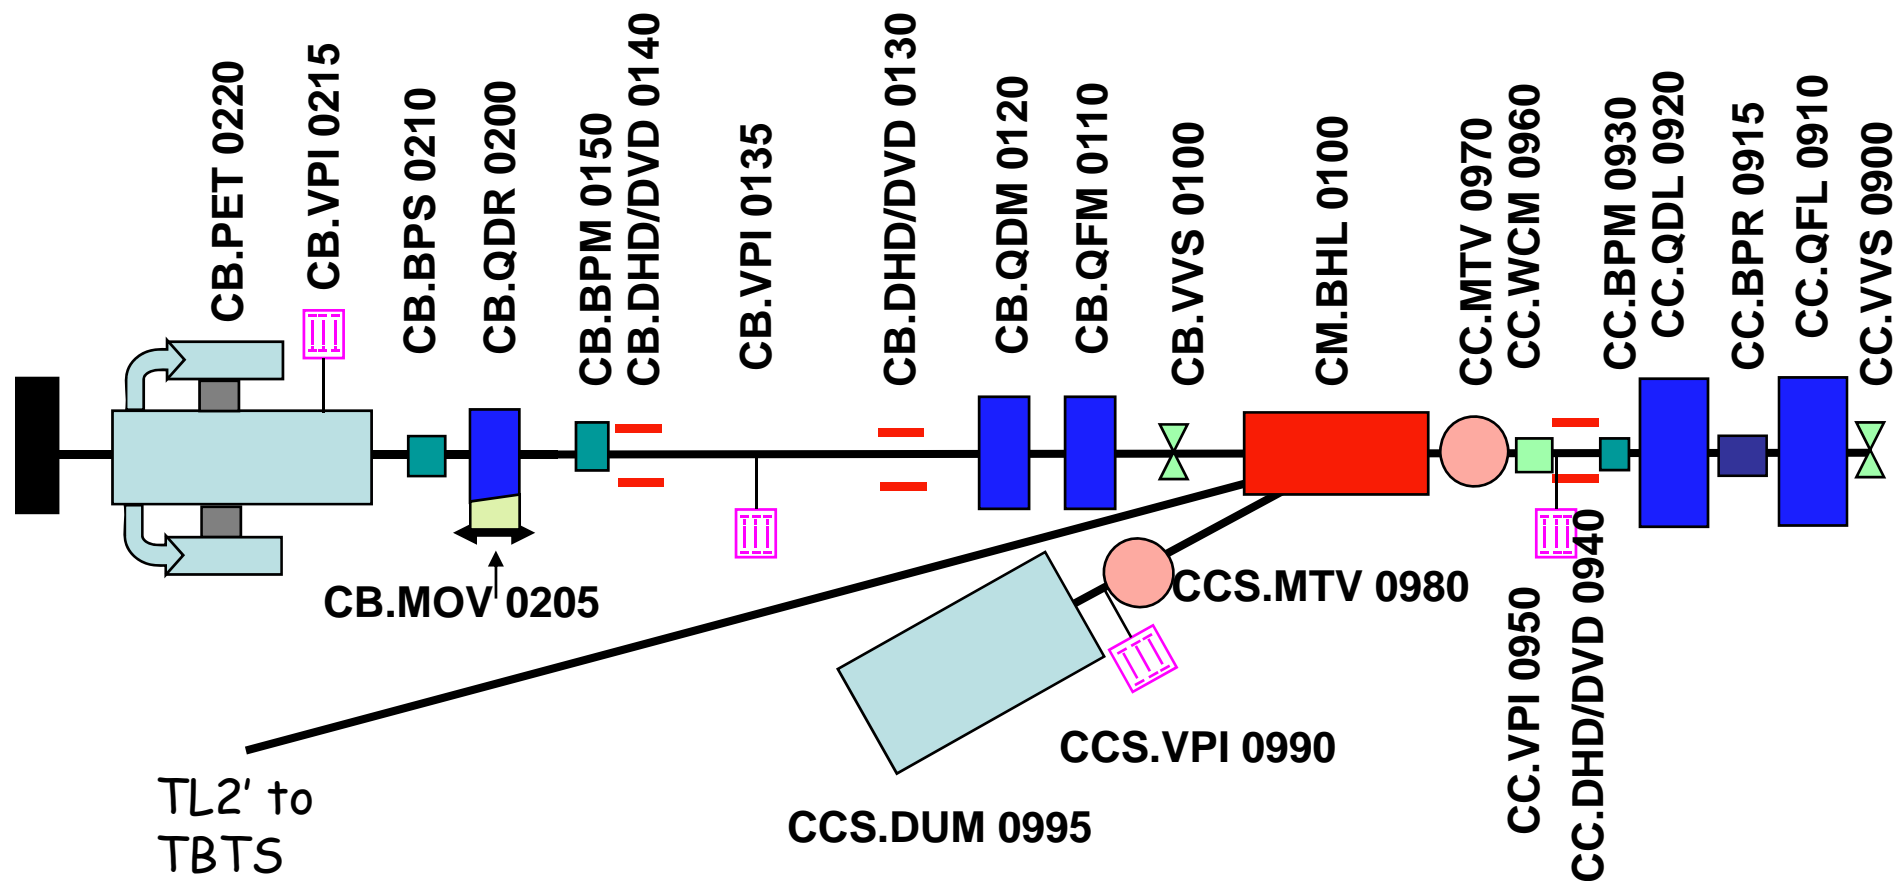 CB.PET 0220
CB.VPI 0215
CB.BPS 0210
CB.QDR 0200
CB.BPM 0150
CB.DHD/DVD 0140
CB.VPI 0135
CB.DHD/DVD 0130
CB.QDM 0120
CB.QFM 0110
CB.VVS 0100
CM.BHL 0100
CC.MTV 0970
CC.WCM 0960
CC.BPM 0930
CC.QDL 0920
CC.BPR 0915
CC.QFL 0910
CC.VVS 0900
CB.MOV 0205
CCS.MTV 0980
CC.VPI 0950
CC.DHD/DVD 0940
CCS.VPI 0990
CCS.DUM 0995
TL2' to
TBTS